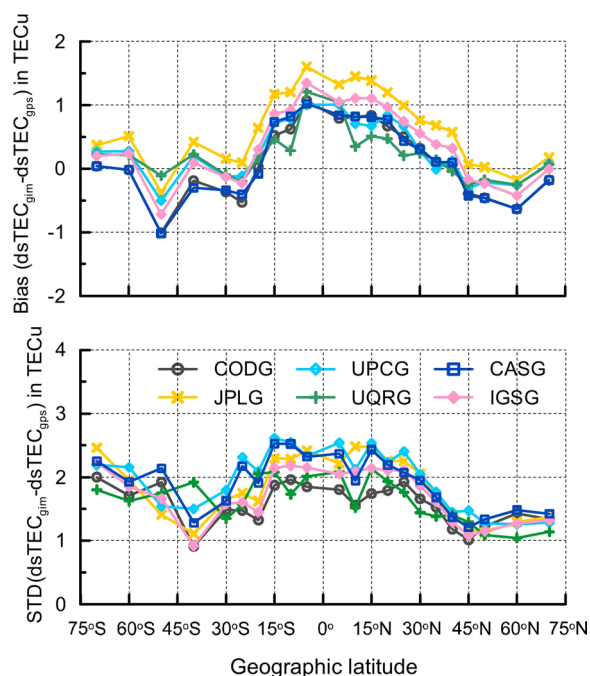 2
1
0
-1
-2
Bias (dsTECgim-dsTECgps) in TECu
4
3
2
1
0
STD(dsTECgim-dsTECgps) in TECu
CODG UPCG CASG
JPLG UQRG IGSG
75°S 60°S 45°S 30°S 15°S 0° 15°N 25°N 30°N 45°N 60°N 75°N
Geographic latitude